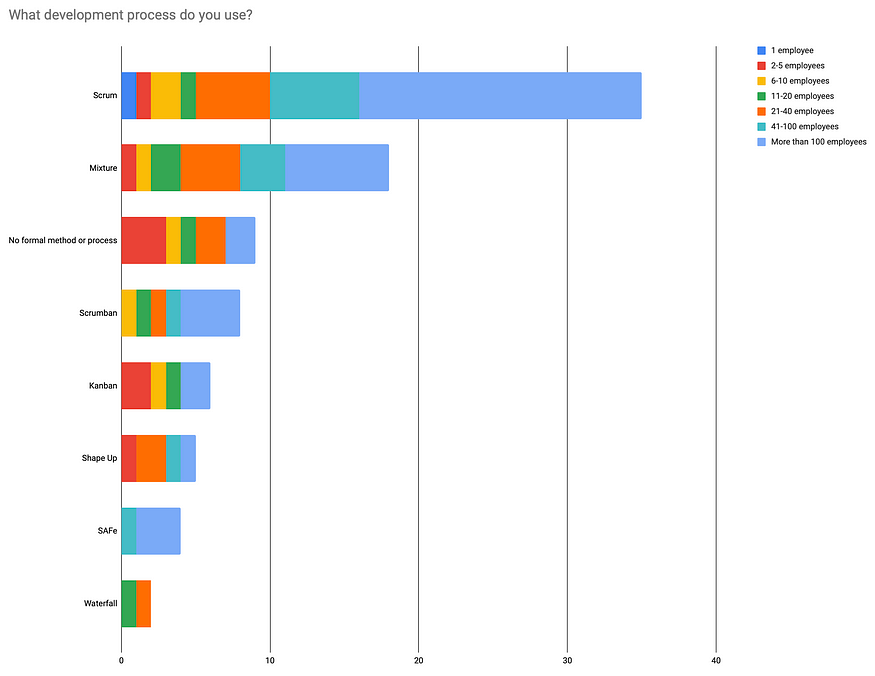 What development process do you use?
1 employee
2-5 employees
6-10 employees
11-20 employees
21-40 employees
41-100 employees
More than 100 employees
Scrum
Mixture
No formal method or process
Scrumban
Kanban
Shape Up
SAFe
Waterfall
0 10 20 30 40